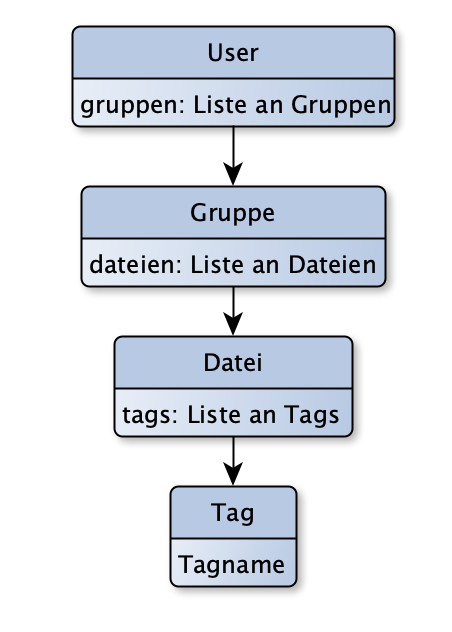 User
gruppen: Liste an Gruppen
Gruppe
dateien: Liste an Dateien
Datei
tags: Liste an Tags
Tag
Tagname